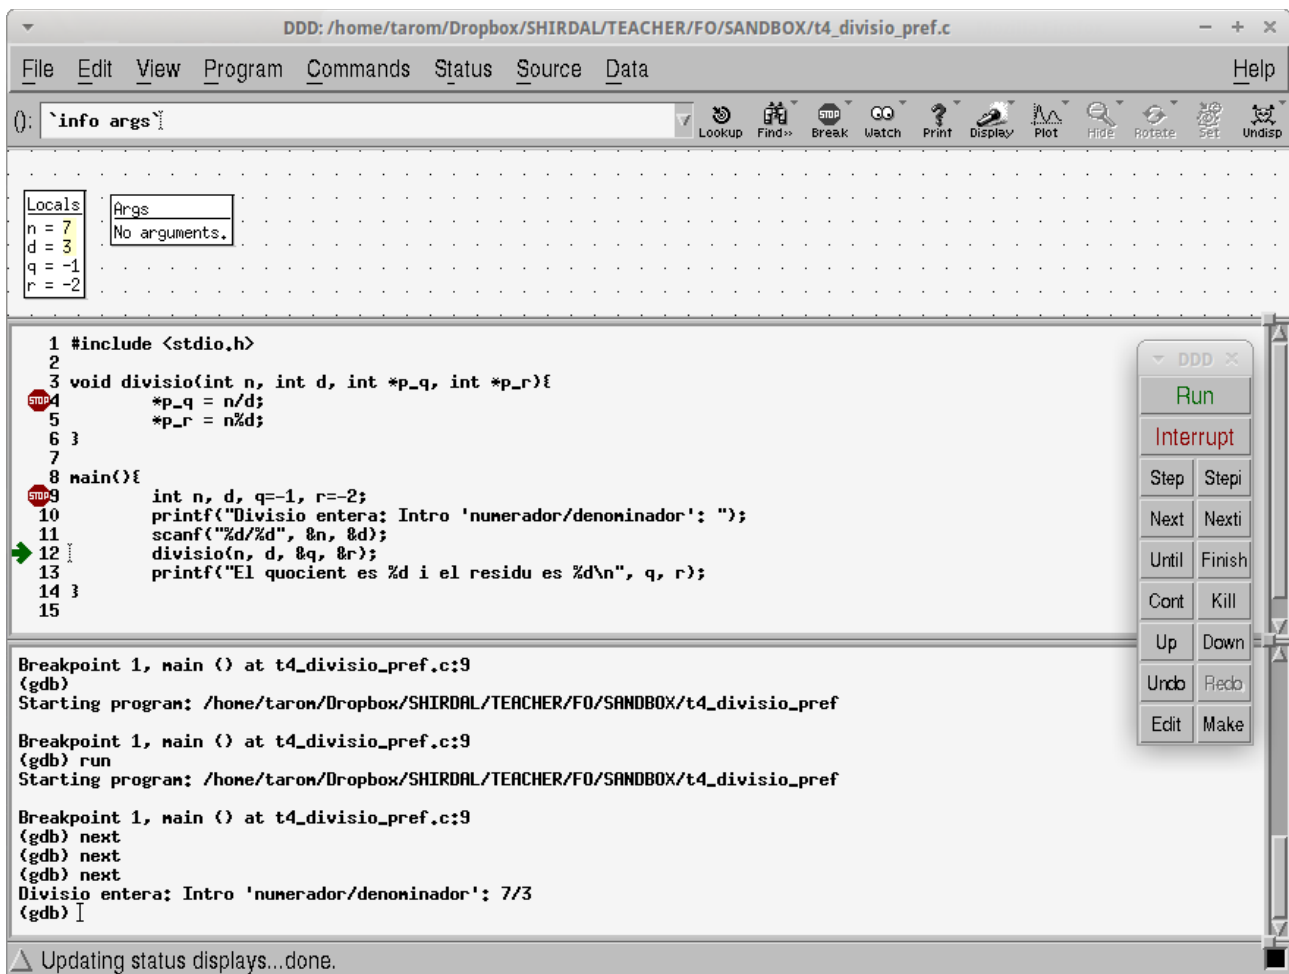 DDD: /home/tarom/Dropbox/SHIRDAL/TEACHER/FO/SANDBOX/t4_divisio_pref.c
File Edit View Program Commands Status Source Data Help
(): `info args`
Lookup Find>> Break Watch Print Display Plot Hide Rotate Set Undisp
Locals
n = 7
d = 3
q = -1
r = -2
Args
No arguments.
1 #include <stdio.h>
2
3 void divisio(int n, int d, int *p_q, int *p_r){
STOP 4 *p_q = n/d;
5 *p_r = n%d;
6 }
7
8 main(){
STOP 9 int n, d, q=-1, r=-2;
10 printf("Divisio entera: Intro 'numerador/denominador': ");
11 scanf("%d/%d", &n, &d);
12 divisio(n, d, &q, &r);
13 printf("El quocient es %d i el residu es %d\n", q, r);
14 }
15
DDD
Run
Interrupt
Step Stepi
Next Nexti
Until Finish
Cont Kill
Up Down
Undo Redo
Edit Make
Breakpoint 1, main () at t4_divisio_pref.c:9
(gdb)
Starting program: /home/tarom/Dropbox/SHIRDAL/TEACHER/FO/SANDBOX/t4_divisio_pref
Breakpoint 1, main () at t4_divisio_pref.c:9
(gdb) run
Starting program: /home/tarom/Dropbox/SHIRDAL/TEACHER/FO/SANDBOX/t4_divisio_pref
Breakpoint 1, main () at t4_divisio_pref.c:9
(gdb) next
(gdb) next
(gdb) next
Divisio entera: Intro 'numerador/denominador': 7/3
(gdb)
Updating status displays...done.